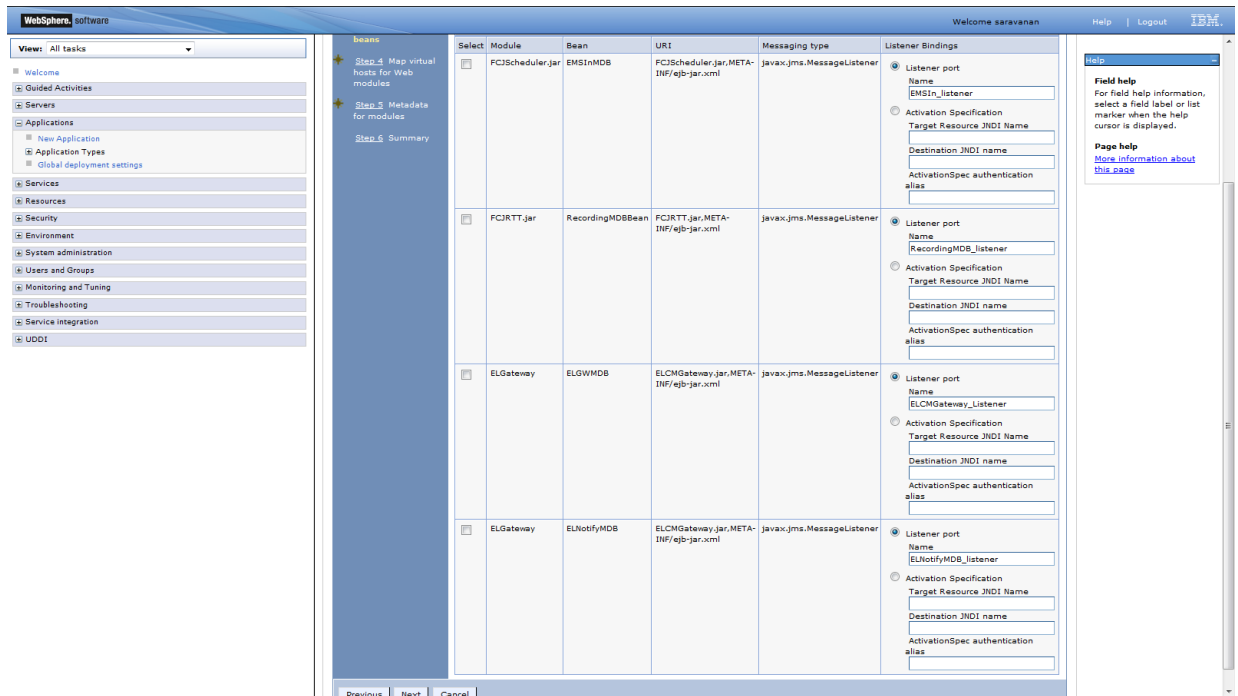 WebSphere. software
Welcome saravanan
Help | Logout
IBM.
View: All tasks
Welcome
Guided Activities
Servers
Applications
New Application
Application Types
Global deployment settings
Services
Resources
Security
Environment
System administration
Users and Groups
Monitoring and Tuning
Troubleshooting
Service integration
UDDI
beans
Step 4 Map virtual
hosts for Web
modules
Step 5 Metadata
for modules
Step 6 Summary
Select Module Bean URI Messaging type Listener Bindings
FCJScheduler.jar EMSInMDB FCJScheduler.jar,META-
INF/ejb-jar.xml
javax.jms.MessageListener
Listener port
Name
EMSIn_listener
Activation Specification
Target Resource JNDI Name
Destination JNDI name
ActivationSpec authentication
alias
FCJRTT.jar RecordingMDBBean FCJRTT.jar,META-
INF/ejb-jar.xml
javax.jms.MessageListener
Listener port
Name
RecordingMDB_listener
Activation Specification
Target Resource JNDI Name
Destination JNDI name
ActivationSpec authentication
alias
ELGateway ELGWMDB ELCMGateway.jar,META-
INF/ejb-jar.xml
javax.jms.MessageListener
Listener port
Name
ELCMGateway_Listener
Activation Specification
Target Resource JNDI Name
Destination JNDI name
ActivationSpec authentication
alias
ELGateway ELNotifyMDB ELCMGateway.jar,META-
INF/ejb-jar.xml
javax.jms.MessageListener
Listener port
Name
ELNotifyMDB_listener
Activation Specification
Target Resource JNDI Name
Destination JNDI name
ActivationSpec authentication
alias
Previous Next Cancel
Help
Field help
For field help information,
select a field label or list
marker when the help
cursor is displayed.
Page help
More information about
this page